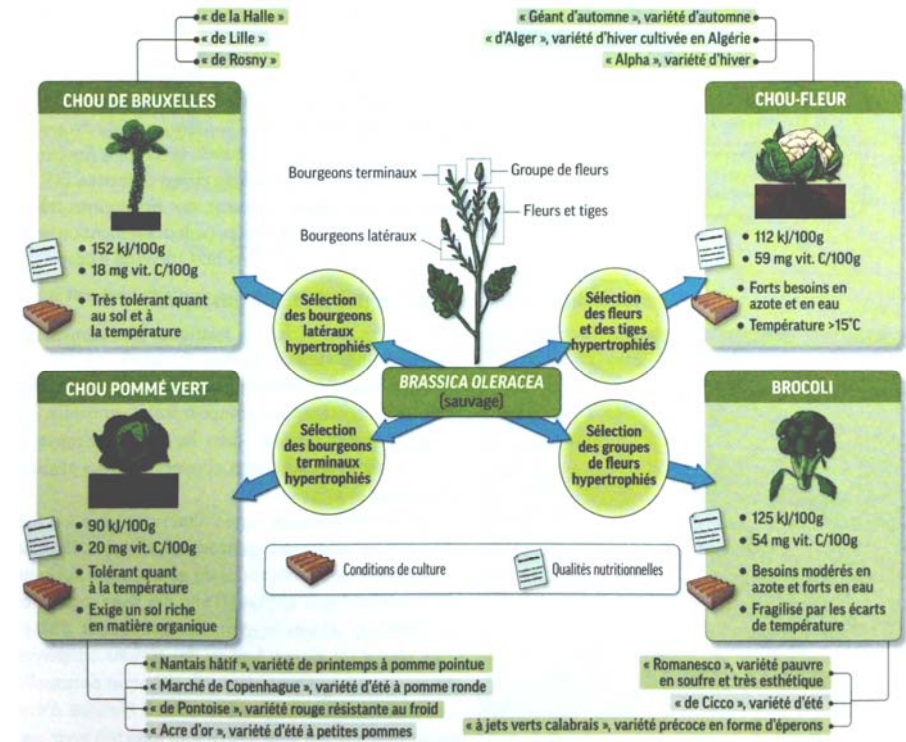 « de la Halle »
« de Lille »
« de Rosny »
« Géant d'automne », variété d'automne
« d'Alger », variété d'hiver cultivée en Algérie
« Alpha », variété d'hiver
CHOU DE BRUXELLES
• 152 kJ/100g
• 18 mg vit. C/100g
• Très tolérant quant
au sol et à
la température
Bourgeons terminaux
Groupe de fleurs
Fleurs et tiges
Bourgeons latéraux
CHOU-FLEUR
• 112 kJ/100g
• 59 mg vit. C/100g
• Forts besoins en
azote et en eau
• Température >15°C
Sélection
des bourgeons
latéraux
hypertrophiés
Sélection
des fleurs
et des tiges
hypertrophiés
BRASSICA OLERACEA
(sauvage)
CHOU POMMÉ VERT
• 90 kJ/100g
• 20 mg vit. C/100g
• Tolérant quant
à la température
• Exige un sol riche
en matière organique
Sélection
des bourgeons
terminaux
hypertrophiés
Sélection
des groupes
de fleurs
hypertrophiés
BROCOLI
• 125 kJ/100g
• 54 mg vit. C/100g
• Besoins modérés en
azote et forts en eau
• Fragilisé par les écarts
de température
Conditions de culture
Qualités nutritionnelles
« Nantais hâtif », variété de printemps à pomme pointue
« Marché de Copenhague », variété d'été à pomme ronde
« de Pontoise », variété rouge résistante au froid
« Acre d'or », variété d'été à petites pommes
« Romanesco », variété pauvre
en soufre et très esthétique
« de Cicco », variété d'été
« à jets verts calabrais », variété précoce en forme d'éperons